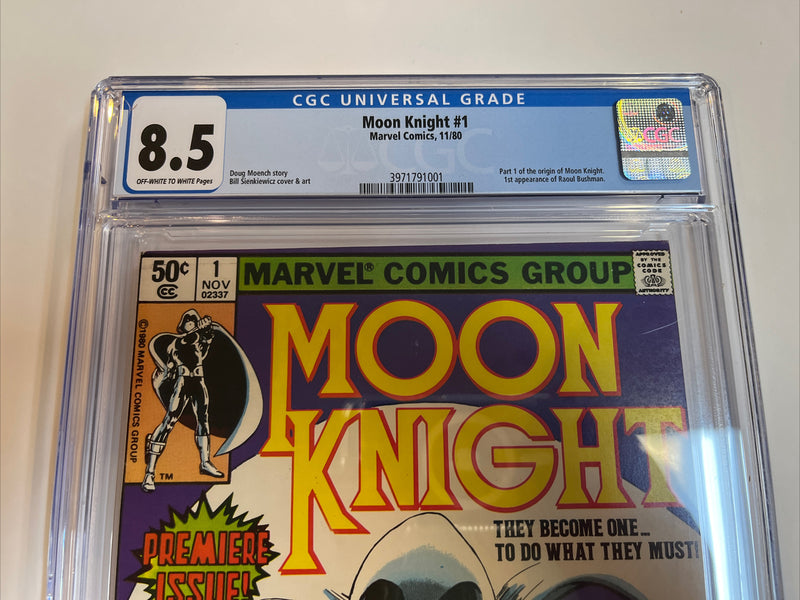 CGC UNIVERSAL GRADE
8.5
OFF-WHITE TO WHITE Pages
Moon Knight #1
Marvel Comics, 11/80
Doug Moench story
Bill Sienkiewicz cover & art
3971791001
Part 1 of the origin of Moon Knight.
1st appearance of Raoul Bushman.
CGC
CGC
50¢
CC
1
NOV
02337
MARVEL® COMICS GROUP
APPROVED
BY THE
COMICS
CODE
CA
AUTHORITY
©1980 MARVEL COMICS GROUP
TM
MOON
KNIGHT
THEY BECOME ONE...
TO DO WHAT THEY MUST!
PREMIERE
ISSUE!